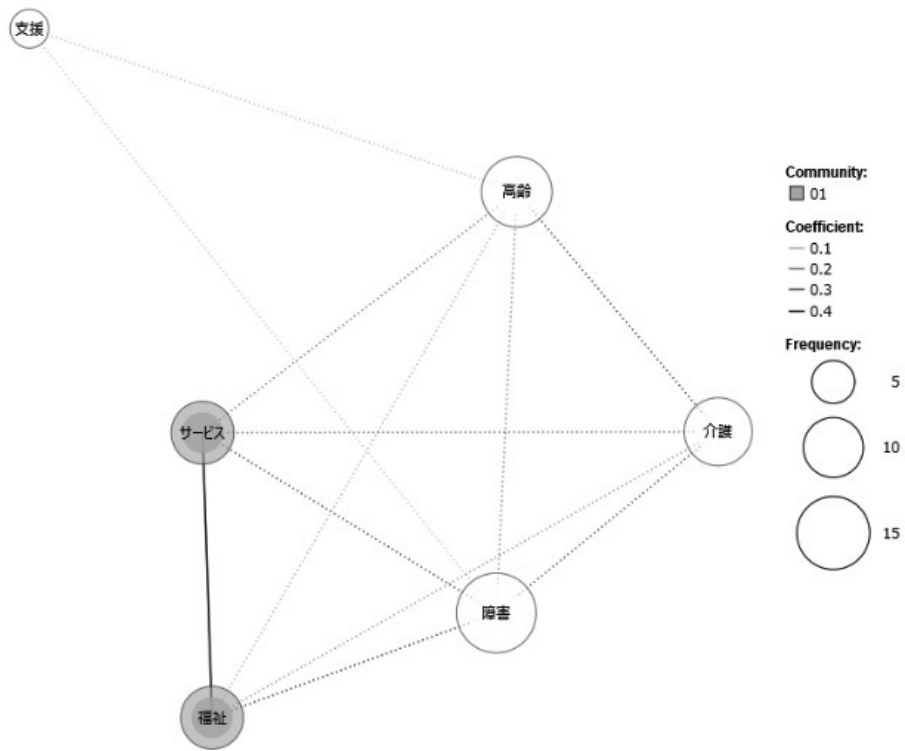 支援
高齢
サービス
介護
障害
福祉
Community:
01
Coefficient:
0.1
0.2
0.3
0.4
Frequency:
5
10
15